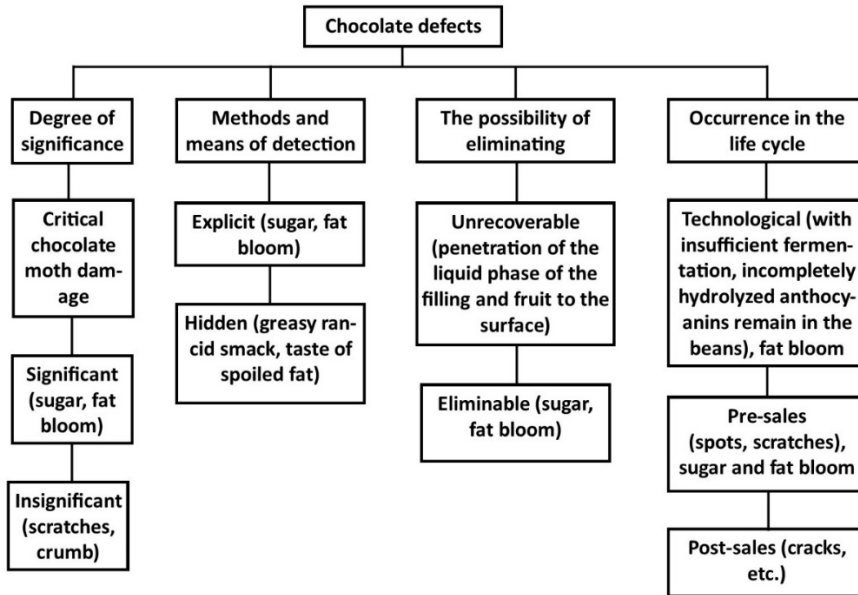 Chocolate defects
Degree of
significance
Critical
chocolate
moth dam-
age
Significant
(sugar, fat
bloom)
Insignificant
(scratches,
crumb)
Methods and
means of detection
Explicit (sugar, fat
bloom)
Hidden (greasy ran-
cid smack, taste of
spoiled fat)
The possibility of
eliminating
Unrecoverable
(penetration of the
liquid phase of the
filling and fruit to the
surface)
Eliminable (sugar,
fat bloom)
Occurrence in the
life cycle
Technological (with
insufficient fermen-
tation, incompletely
hydrolyzed anthocy-
anins remain in the
beans), fat bloom
Pre-sales
(spots, scratches),
sugar and fat bloom
Post-sales (cracks,
etc.)